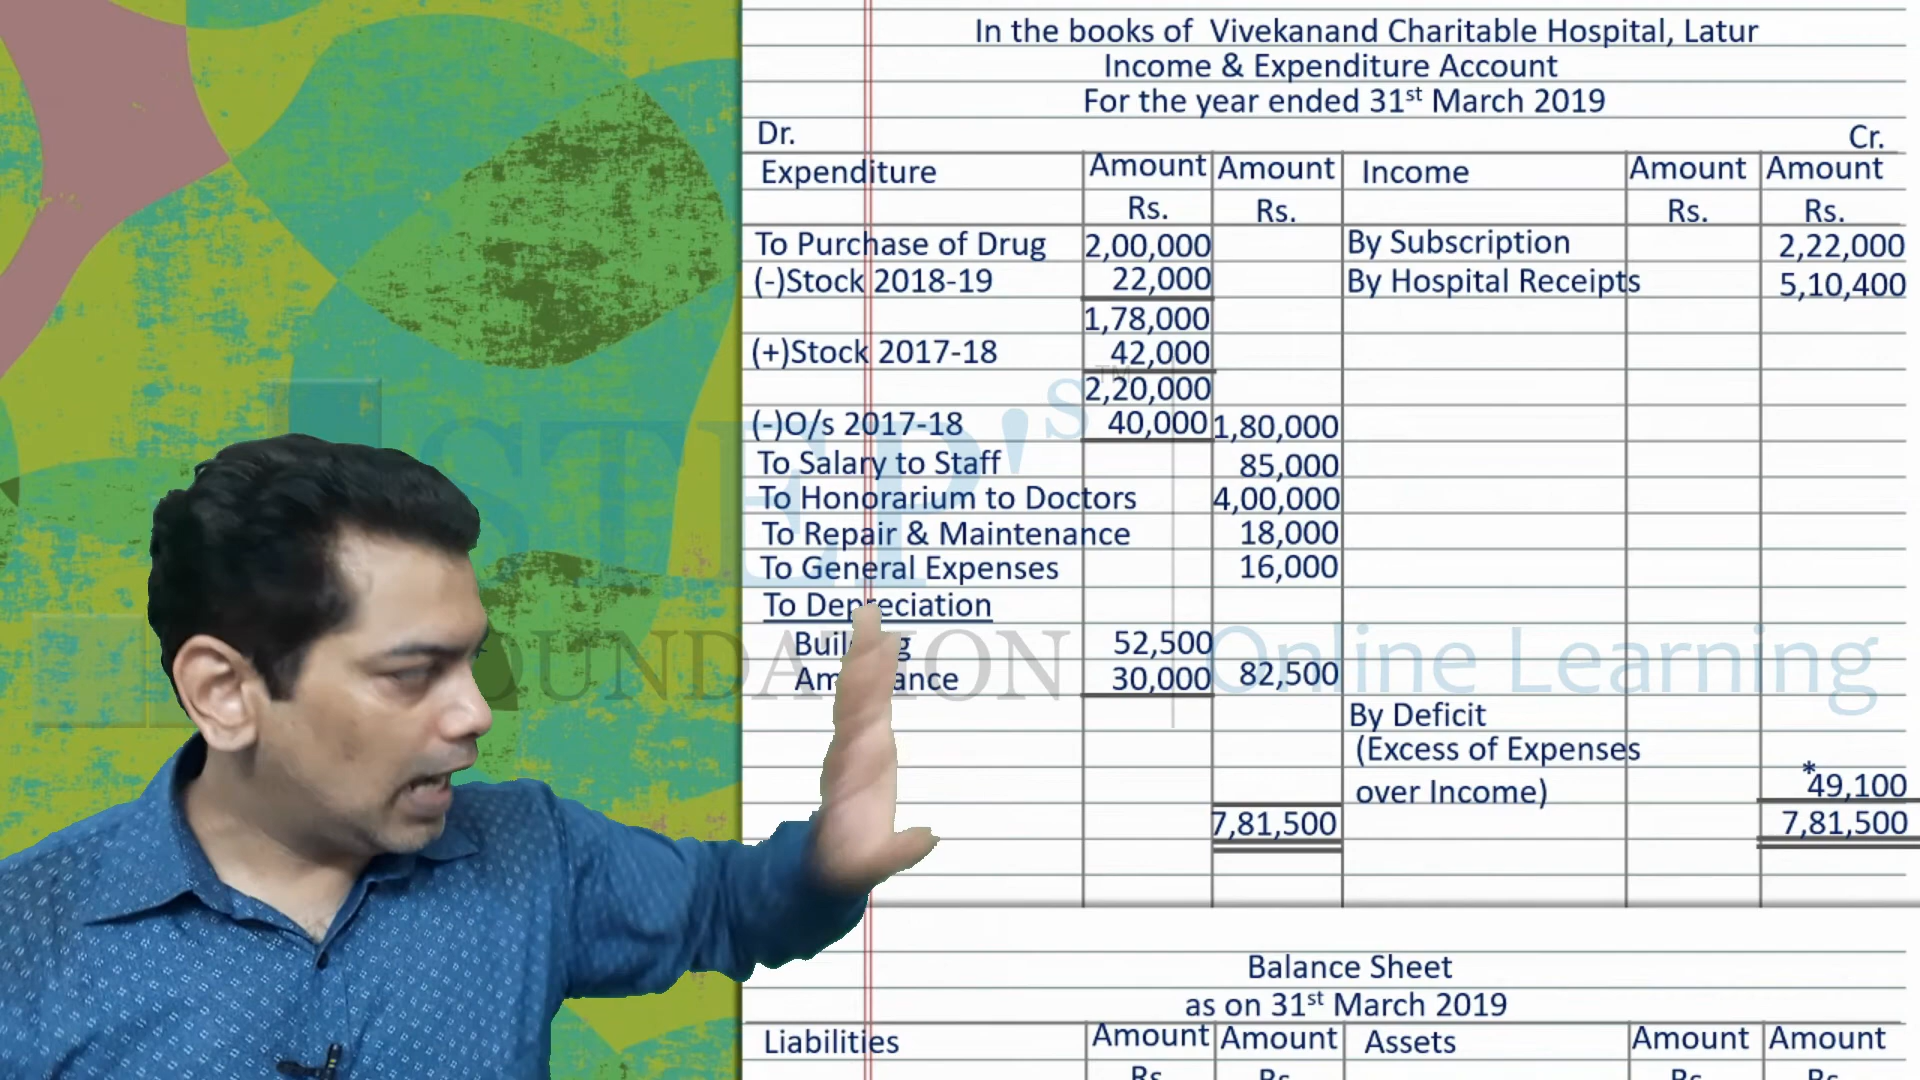 In the books of Vivekanand Charitable Hospital, Latur
Income & Expenditure Account
For the year ended 31st March 2019
Dr. Cr.
Expenditure Amount Amount Income Amount Amount
Rs. Rs. Rs. Rs.
To Purchase of Drug 2,00,000 By Subscription 2,22,000
(-)Stock 2018-19 22,000 By Hospital Receipts 5,10,400
1,78,000
(+)Stock 2017-18 42,000
2,20,000
(-)O/s 2017-18 40,000 1,80,000
To Salary to Staff 85,000
To Honorarium to Doctors 4,00,000
To Repair & Maintenance 18,000
To General Expenses 16,000
To Depreciation
52,500
30,000 82,500
By Deficit
(Excess of Expenses
over Income) *49,100
7,81,500 7,81,500
STEP's™
Online Learning
Balance Sheet
as on 31st March 2019
Liabilities Amount Amount Assets Amount Amount
Rs Rs Rs Rs